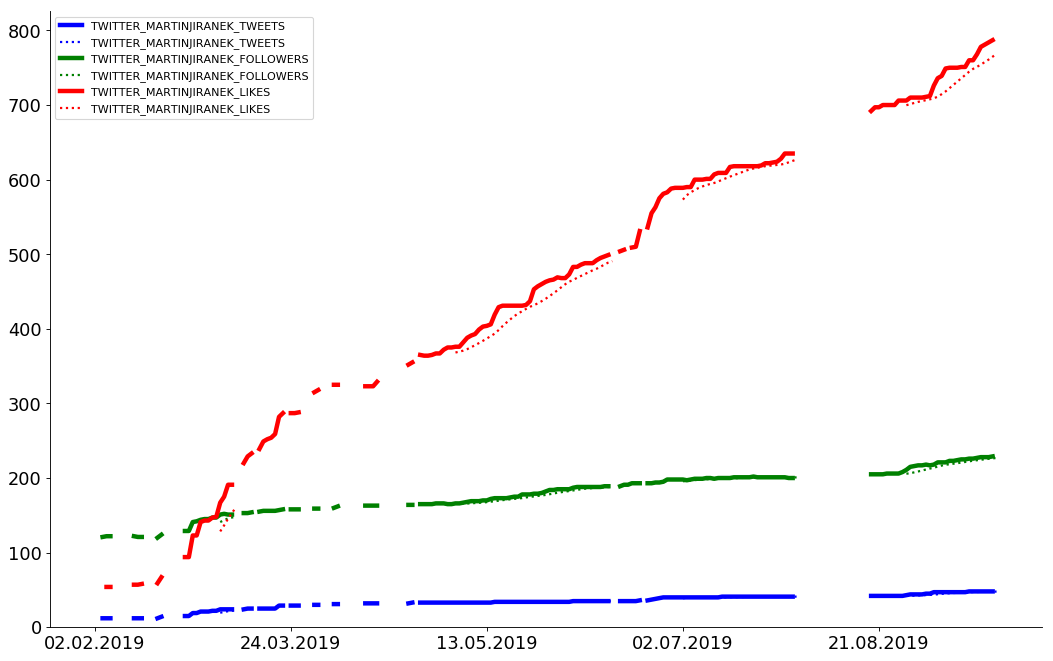 TWITTER_MARTINJIRANEK_TWEETS
TWITTER_MARTINJIRANEK_TWEETS
TWITTER_MARTINJIRANEK_FOLLOWERS
TWITTER_MARTINJIRANEK_FOLLOWERS
TWITTER_MARTINJIRANEK_LIKES
TWITTER_MARTINJIRANEK_LIKES
800
700
600
500
400
300
200
100
0
02.02.2019 24.03.2019 13.05.2019 02.07.2019 21.08.2019